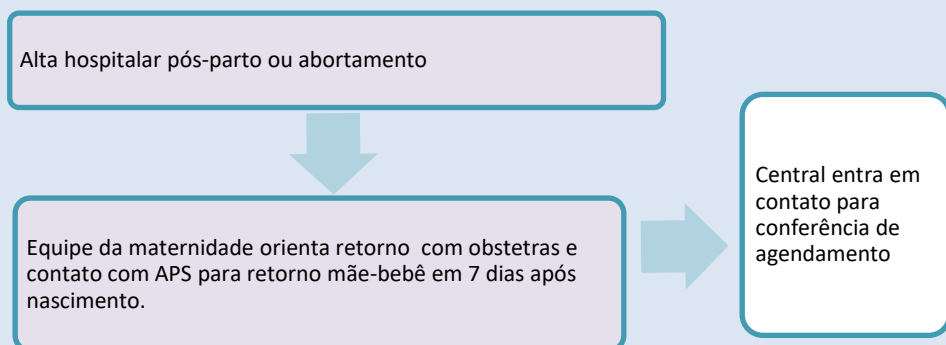 Alta hospitalar pós-parto ou abortamento
Equipe da maternidade orienta retorno com obstetras e
contato com APS para retorno mãe-bebê em 7 dias após
nascimento.
Central entra em
contato para
conferência de
agendamento